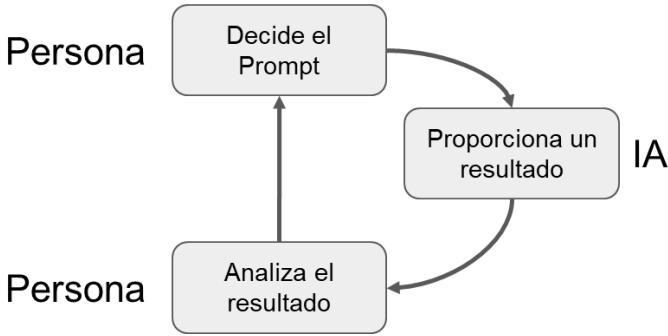 Persona
Decide el
Prompt
Proporciona un
resultado
IA
Persona
Analiza el
resultado